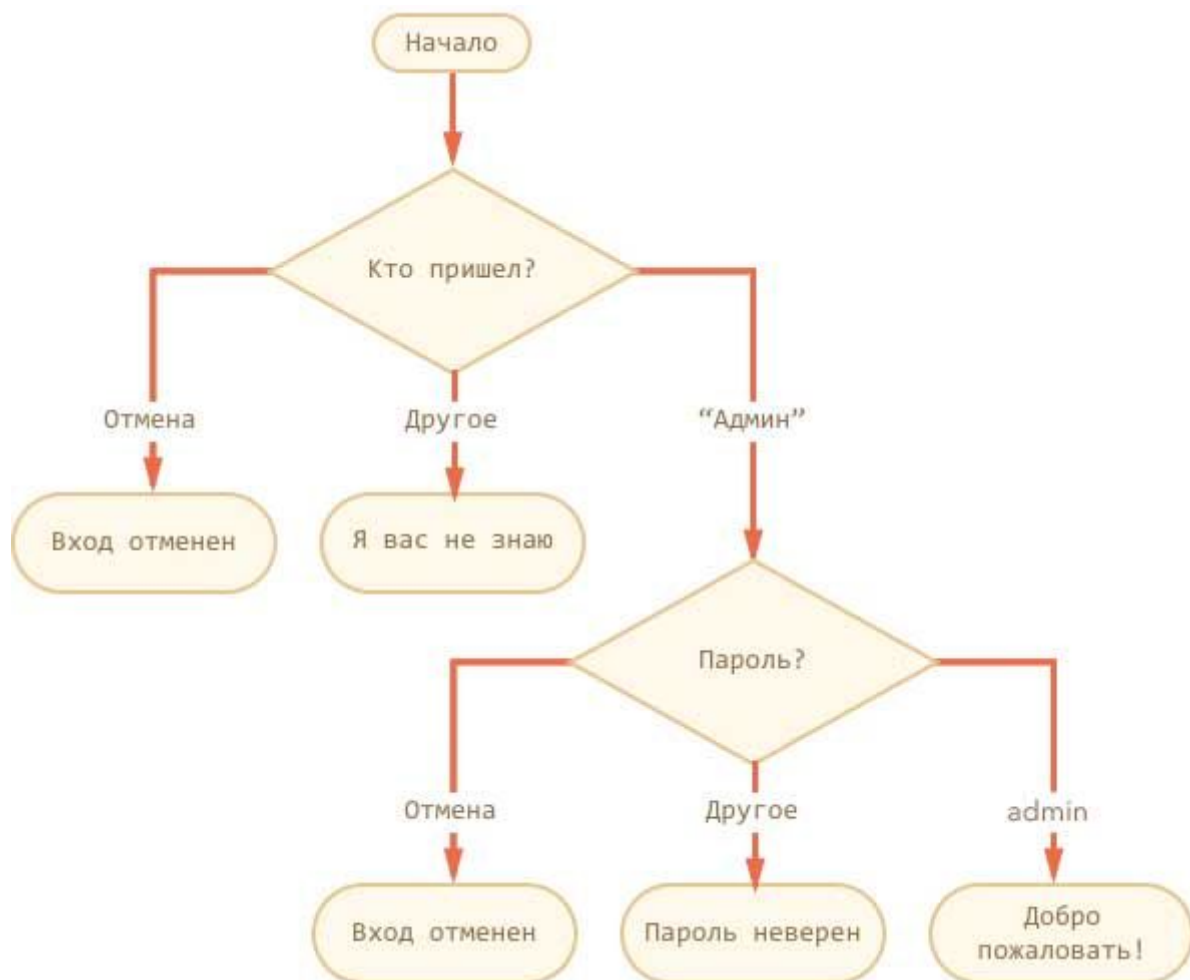 Начало
Кто пришел?
Отмена
Другое
“Админ”
Вход отменен
Я вас не знаю
Пароль?
Отмена
Другое
admin
Вход отменен
Пароль неверен
Добро
пожаловать!